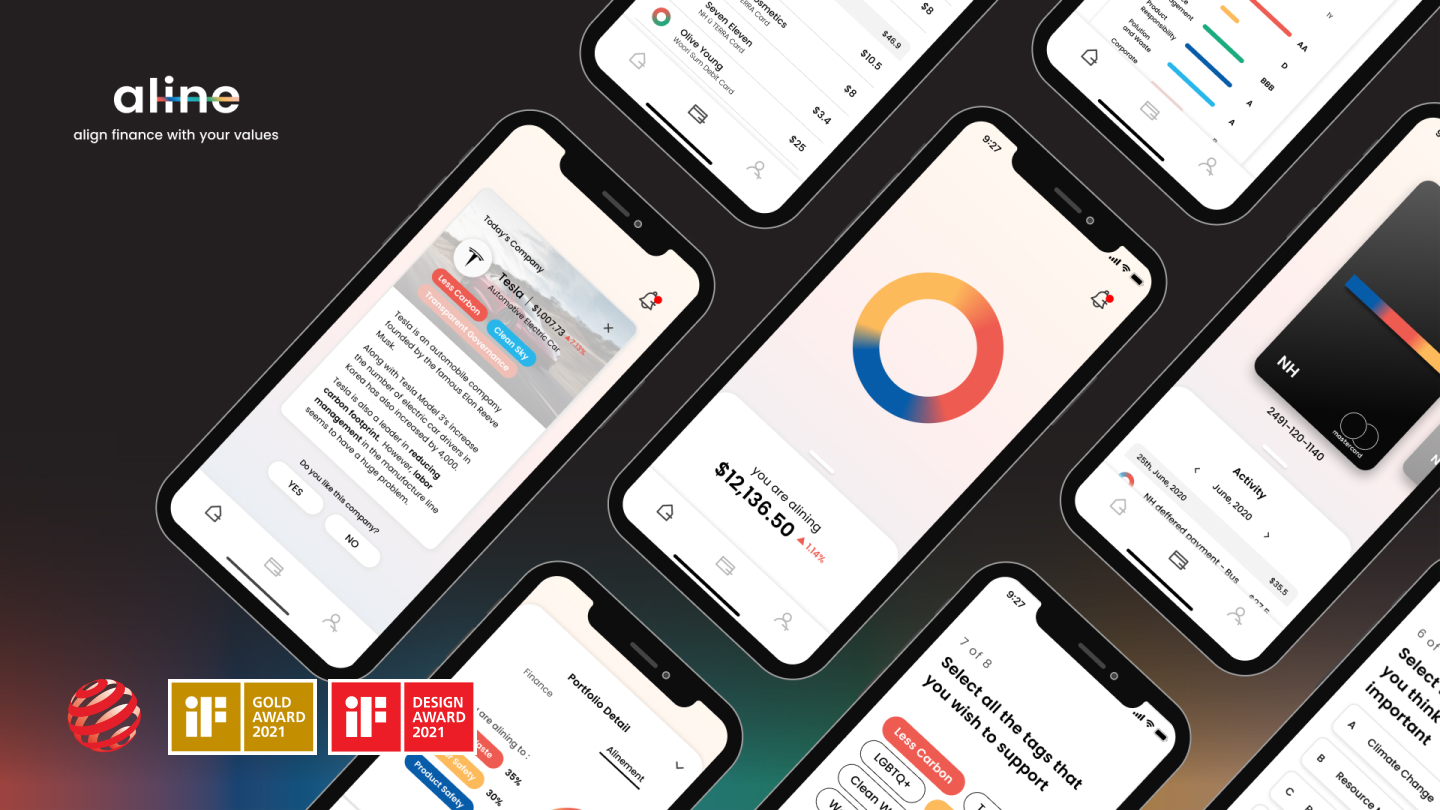 aline
align finance with your values
$8
osmetics
TERRA Card
$46.9
Seven Eleven
NH ü TERRA Card
$10.5
Olive Young
Woori Sum Debit Card
$8
$3.4
$25
Product
Responsibility
Polution
and Waste
Corporate
AA
D
BBB
A
A
Today's Company
Tesla
$1,007.73 ▲7.13%
Automotive Electric Car
Less Carbon
Clean Sky
Transparent Governance
Tesla is an automobile company
founded by the famous Elon Reeve
Musk.
Along with Tesla Model 3's increase
the number of electric car drivers in
Korea has also increased by 4,000.
Tesla is also a leader in reducing
carbon footprint. However, labor
management in the manufacture line
seems to have a huge problem.
Do you like this company?
YES
NO
9:27
you are alining
$12,136.50 ▲1.14%
NH
mastercard
2491-120-1140
Activity
June, 2020
25th, June, 2020
NH deffered payment - Bus
$35.5
iF
GOLD
AWARD
2021
iF
DESIGN
AWARD
2021
Finance
Portfolio Detail
Alinement
are alining to :
35%
Safety
30%
Product Safety
9:27
7 of 8
Select all the tags that
you wish to support
Less Carbon
LGBTQ+
Clean W
6 of
Select
you think
important
A
Climate Change
B
Resource
C